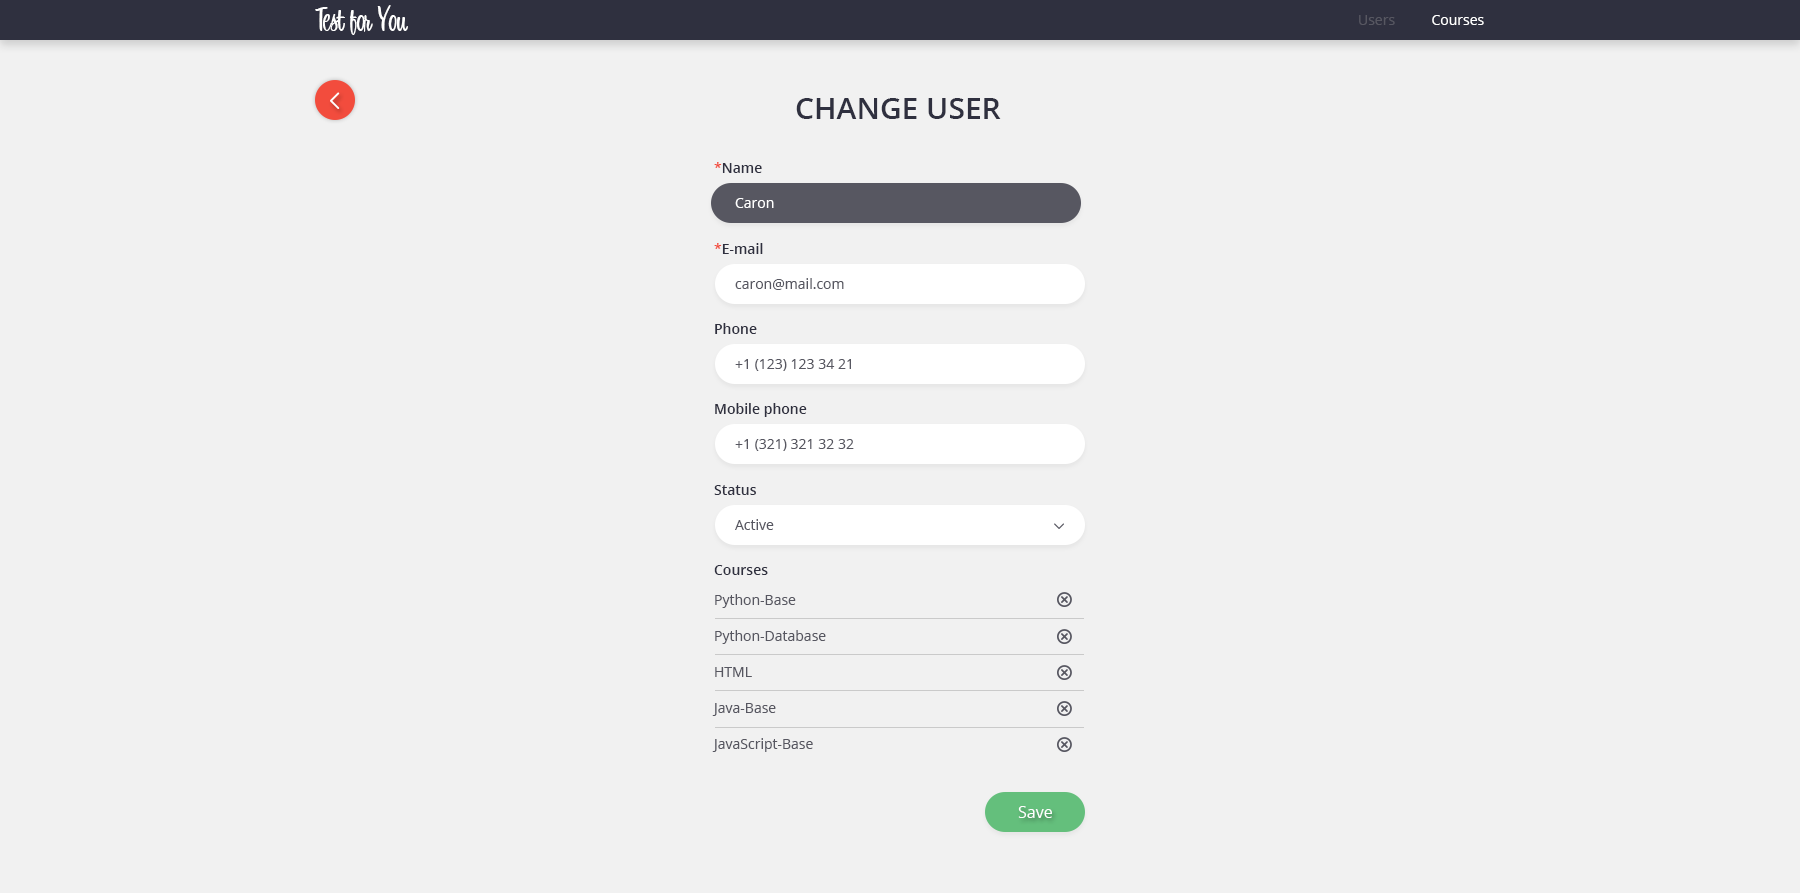 Test for You
Users
Courses
CHANGE USER
*Name
Caron
*E-mail
caron@mail.com
Phone
+1 (123) 123 34 21
Mobile phone
+1 (321) 321 32 32
Status
Active
Courses
Python-Base
Python-Database
HTML
Java-Base
JavaScript-Base
Save